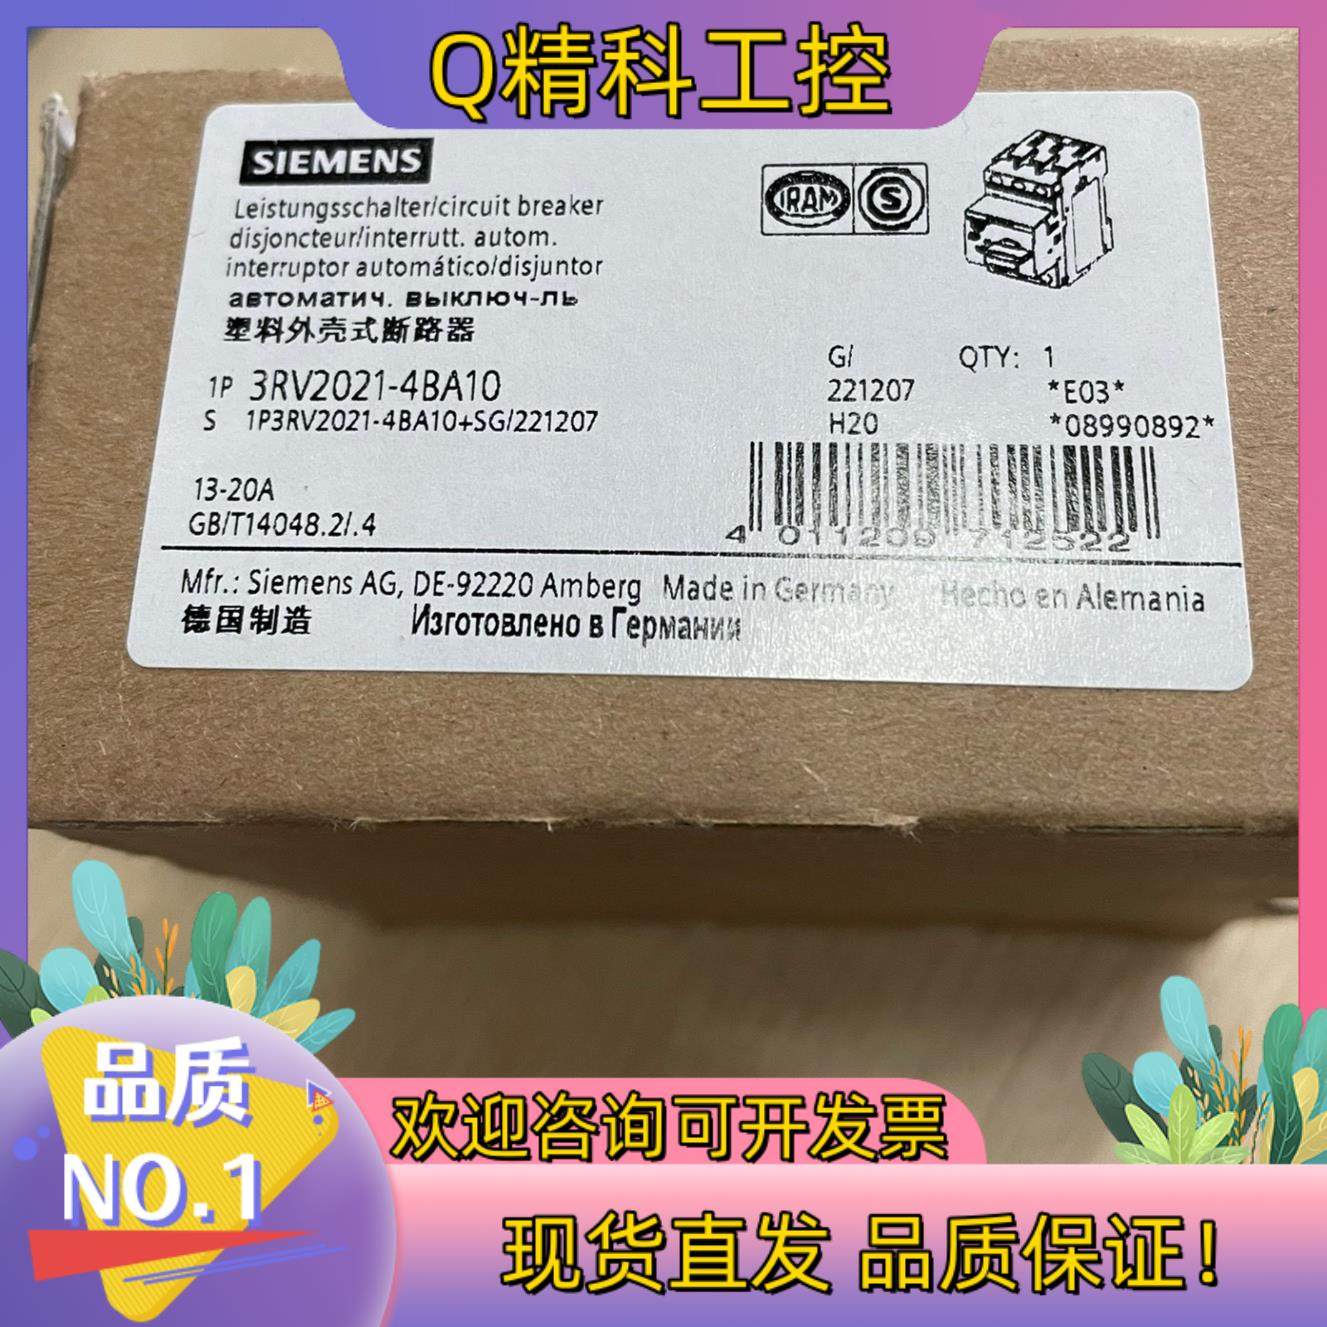 Q精科工控
SIEMENS
Leistungsschalter/circuit breaker
disjoncteur/interrutt. autom.
interruptor automático/disjuntor
автоматич. выключ-ль
塑料外壳式断路器
IRAM
S
1P 3RV2021-4BA10
S 1P3RV2021-4BA10+SG/221207
G/ QTY: 1
221207 *E03*
H20 *08990892*
13-20A
GB/T14048.2/.4
4 011209 712522
Mfr.: Siemens AG, DE-92220 Amberg Made in Germany Hecho en Alemania
德国制造 Изготовлено в Германии
品质
NO.1
欢迎咨询可开发票
现货直发 品质保证!